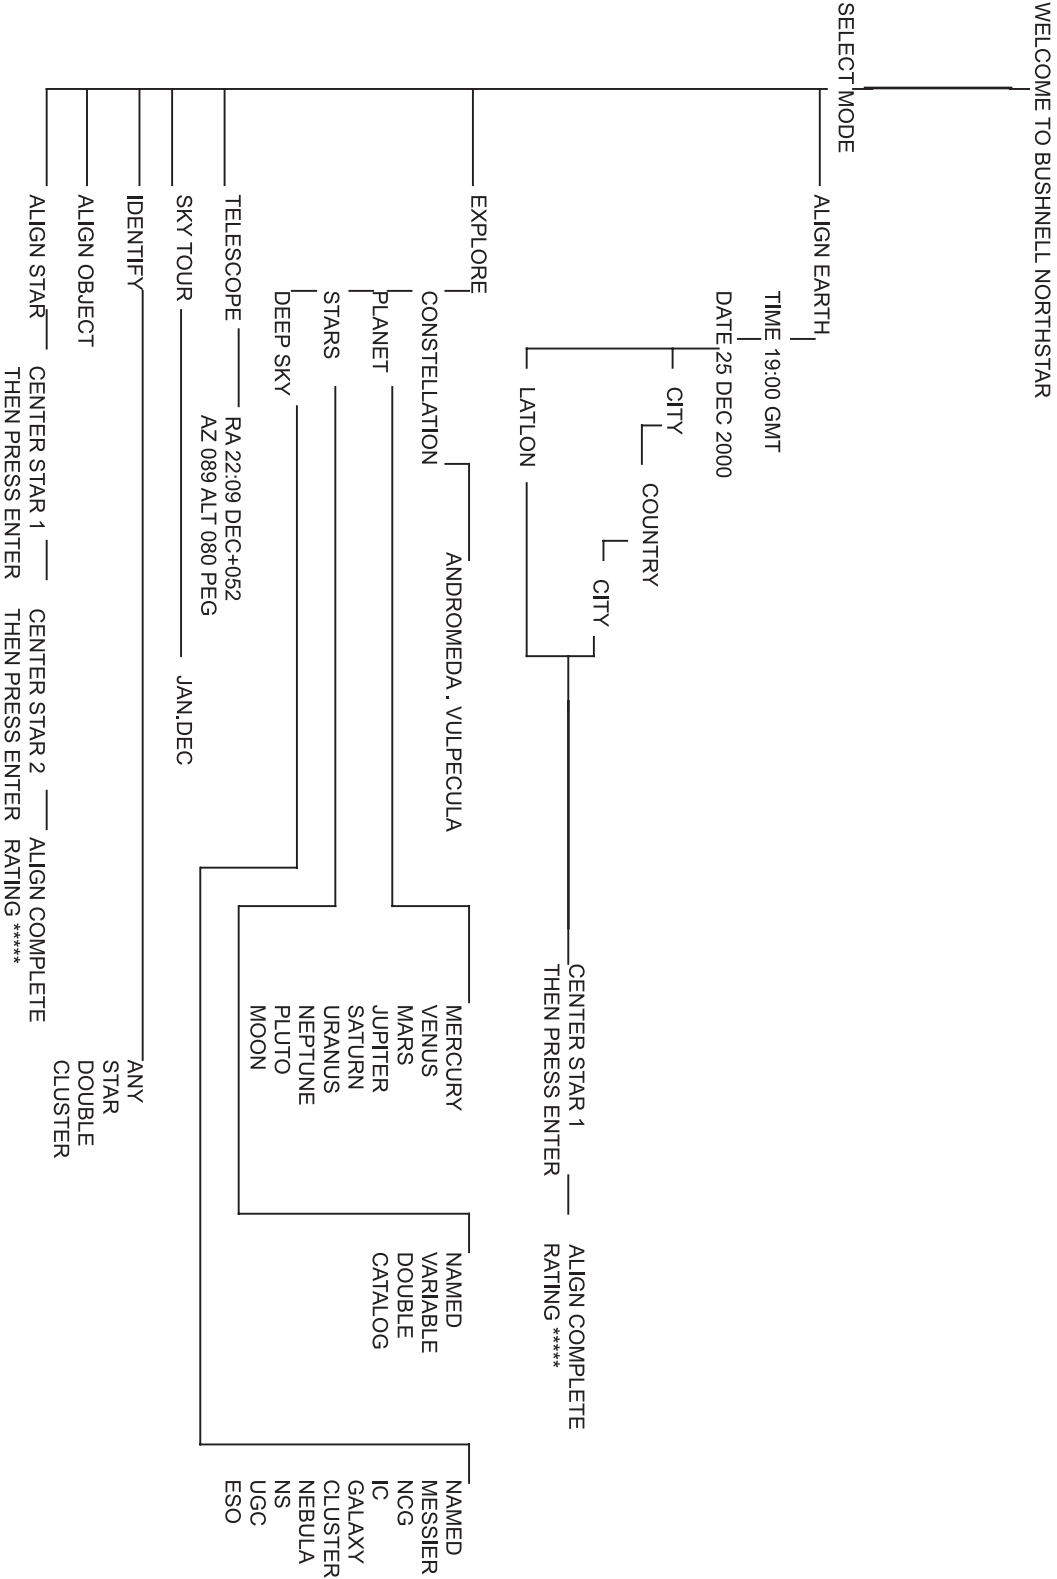 WELCOME TO BUSHNELL NORTHSTAR
SELECT MODE
ALIGN EARTH
TIME 19:00 GMT
DATE 25 DEC 2000
CITY
COUNTRY
CITY
LATLON
CENTER STAR 1
THEN PRESS ENTER
ALIGN COMPLETE
RATING *****
EXPLORE
CONSTELLATION
ANDROMEDA . VULPECULA
PLANET
MERCURY
VENUS
MARS
JUPITER
SATURN
URANUS
NEPTUNE
PLUTO
MOON
STARS
NAMED
VARIABLE
DOUBLE
CATALOG
DEEP SKY
NAMED
MESSIER
NCG
IC
GALAXY
CLUSTER
NEBULA
NS
UGC
ESO
TELESCOPE
RA 22:09 DEC+052
AZ 089 ALT 080 PEG
SKY TOUR
JAN.DEC
IDENTIFY
ANY
STAR
DOUBLE
CLUSTER
ALIGN OBJECT
ALIGN STAR
CENTER STAR 1
THEN PRESS ENTER
CENTER STAR 2
THEN PRESS ENTER
ALIGN COMPLETE
RATING *****